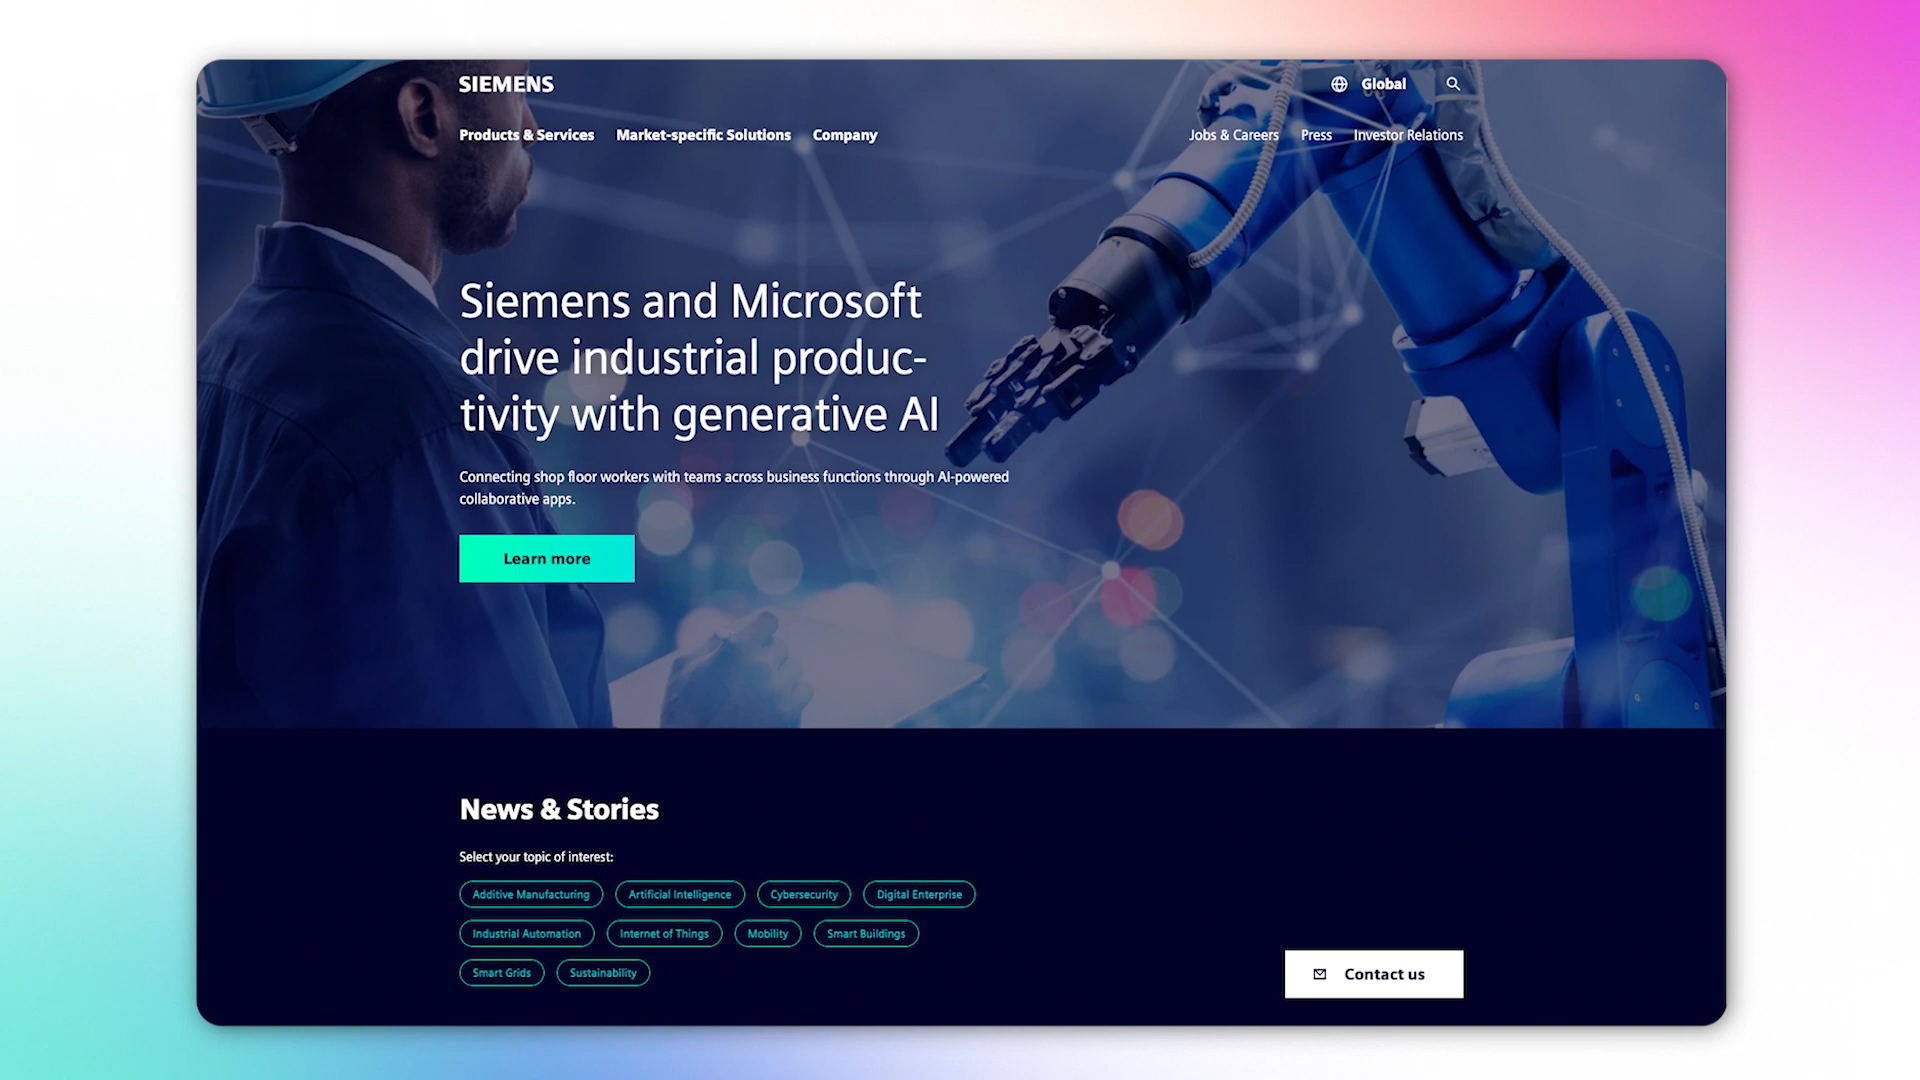 SIEMENS
Global
Products & Services Market-specific Solutions Company
Jobs & Careers Press Investor Relations
Siemens and Microsoft
drive industrial produc-
tivity with generative AI
Connecting shop floor workers with teams across business functions through AI-powered
collaborative apps.
Learn more
News & Stories
Select your topic of interest:
Additive Manufacturing Artificial Intelligence Cybersecurity Digital Enterprise
Industrial Automation Internet of Things Mobility Smart Buildings
Smart Grids Sustainability
Contact us